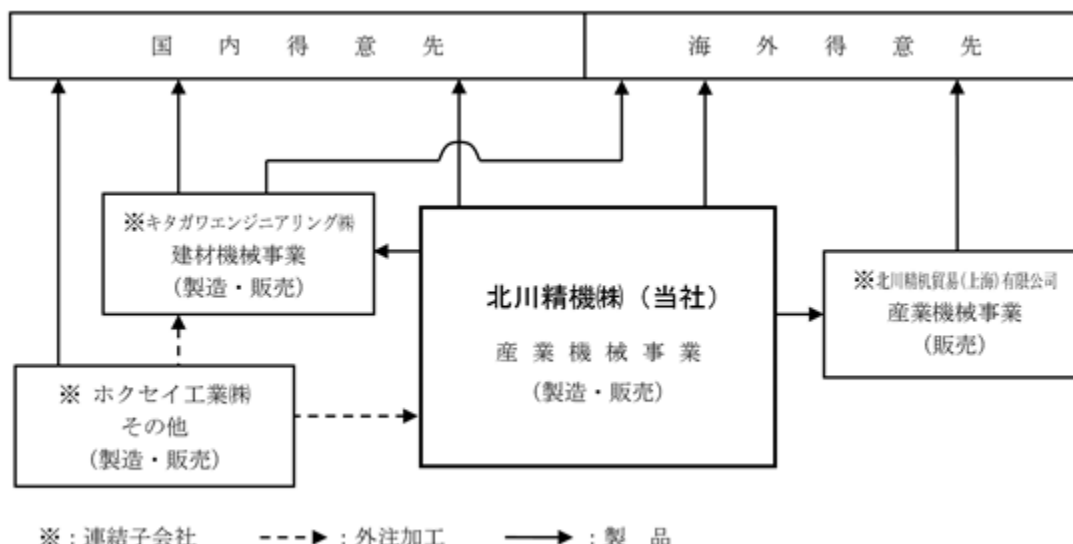 国内得意先
海外得意先
※キタガワエンジニアリング㈱
建材機械事業
(製造・販売)
北川精機㈱(当社)
産業機械事業
(製造・販売)
※北川精机貿易(上海)有限公司
産業機械事業
(販売)
※ ホクセイ工業㈱
その他
(製造・販売)
※:連結子会社 :外注加工 :製品